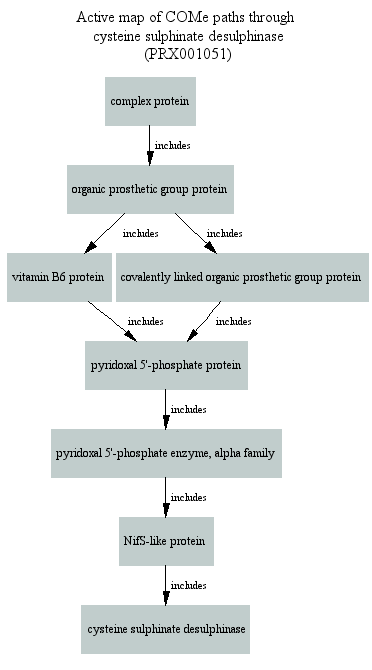 Active map of COMe paths through
cysteine sulphinate desulphinase
(PRX001051)
complex protein
includes
organic prosthetic group protein
includes
includes
vitamin B6 protein
covalently linked organic prosthetic group protein
includes
includes
pyridoxal 5'-phosphate protein
includes
pyridoxal 5'-phosphate enzyme, alpha family
includes
NifS-like protein
includes
cysteine sulphinate desulphinase